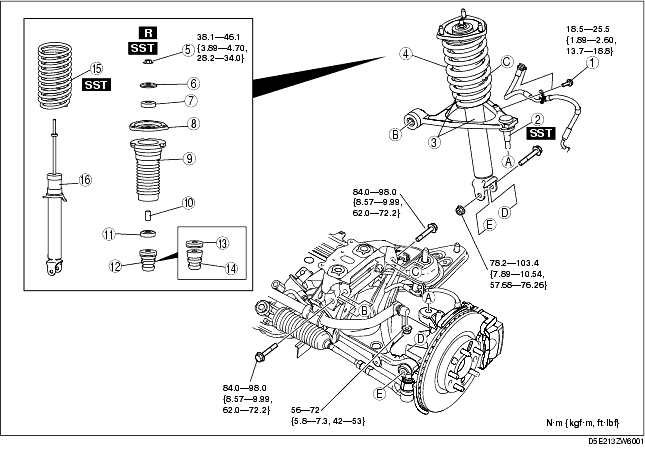 R
SST
38.1—46.1
{3.89—4.70,
28.2—34.0}
5
6
7
8
9
10
11
12
13
14
15
SST
16
18.5—25.5
{1.89—2.60,
13.7—18.8}
4
C
1
2
SST
B
3
A
D
E
84.0—98.0
{8.57—9.99,
62.0—72.2}
78.2—103.4
{7.89—10.54,
57.68—76.26}
C
A
B
D
E
84.0—98.0
{8.57—9.99,
62.0—72.2}
56—72
{5.8—7.3, 42—53}
N·m {kgf·m, ft·lbf}
D5E213ZW6001